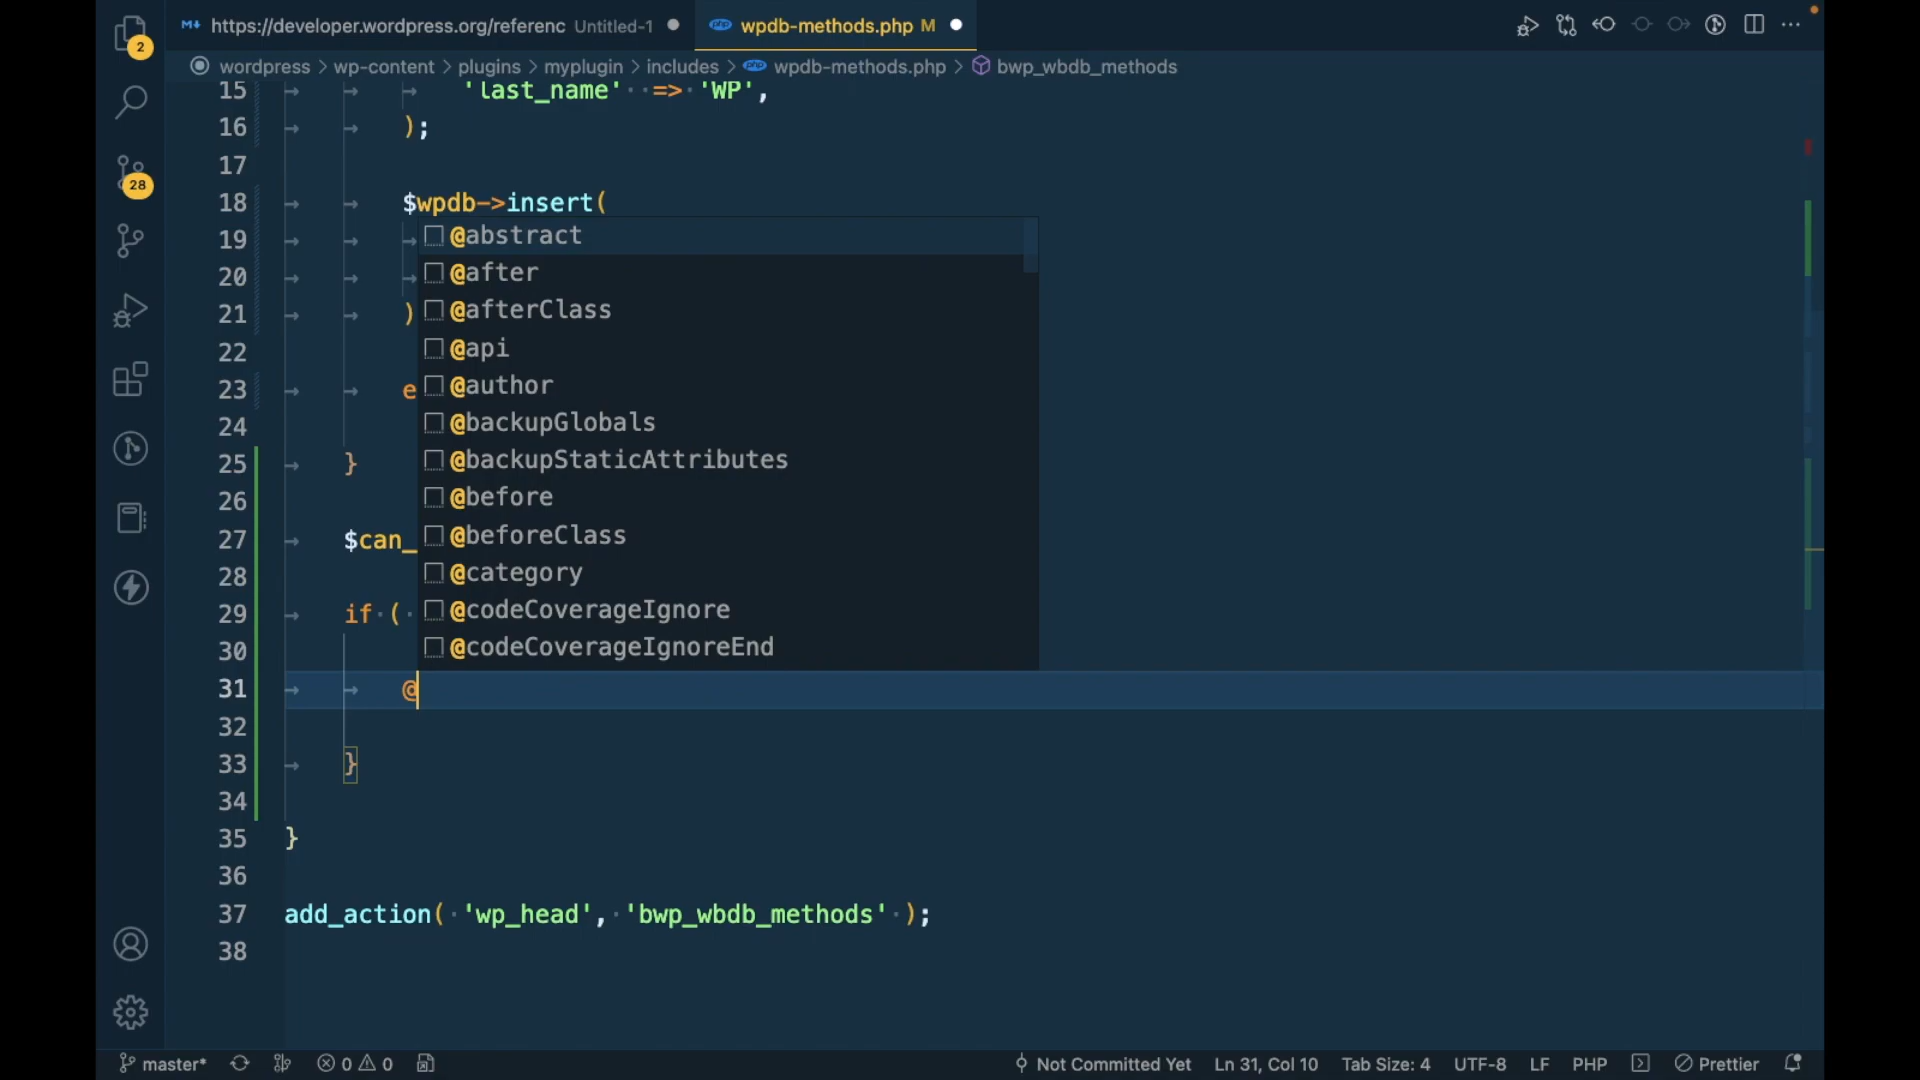 https://developer.wordpress.org/referenc Untitled-1
wpdb-methods.php M
wordpress > wp-content > plugins > myplugin > includes > wpdb-methods.php > bwp_wbdb_methods
2
28
15 'last_name' => 'WP',
16 );
17
18 $wpdb->insert(
19
20
21 )
22
23 e
24
25 }
26
27 $can_
28
29 if (
30
31 @
32
33 }
34
35 }
36
37 add_action( 'wp_head', 'bwp_wbdb_methods' );
38
@abstract
@after
@afterClass
@api
@author
@backupGlobals
@backupStaticAttributes
@before
@beforeClass
@category
@codeCoverageIgnore
@codeCoverageIgnoreEnd
master* 0 0 Not Committed Yet Ln 31, Col 10 Tab Size: 4 UTF-8 LF PHP Prettier